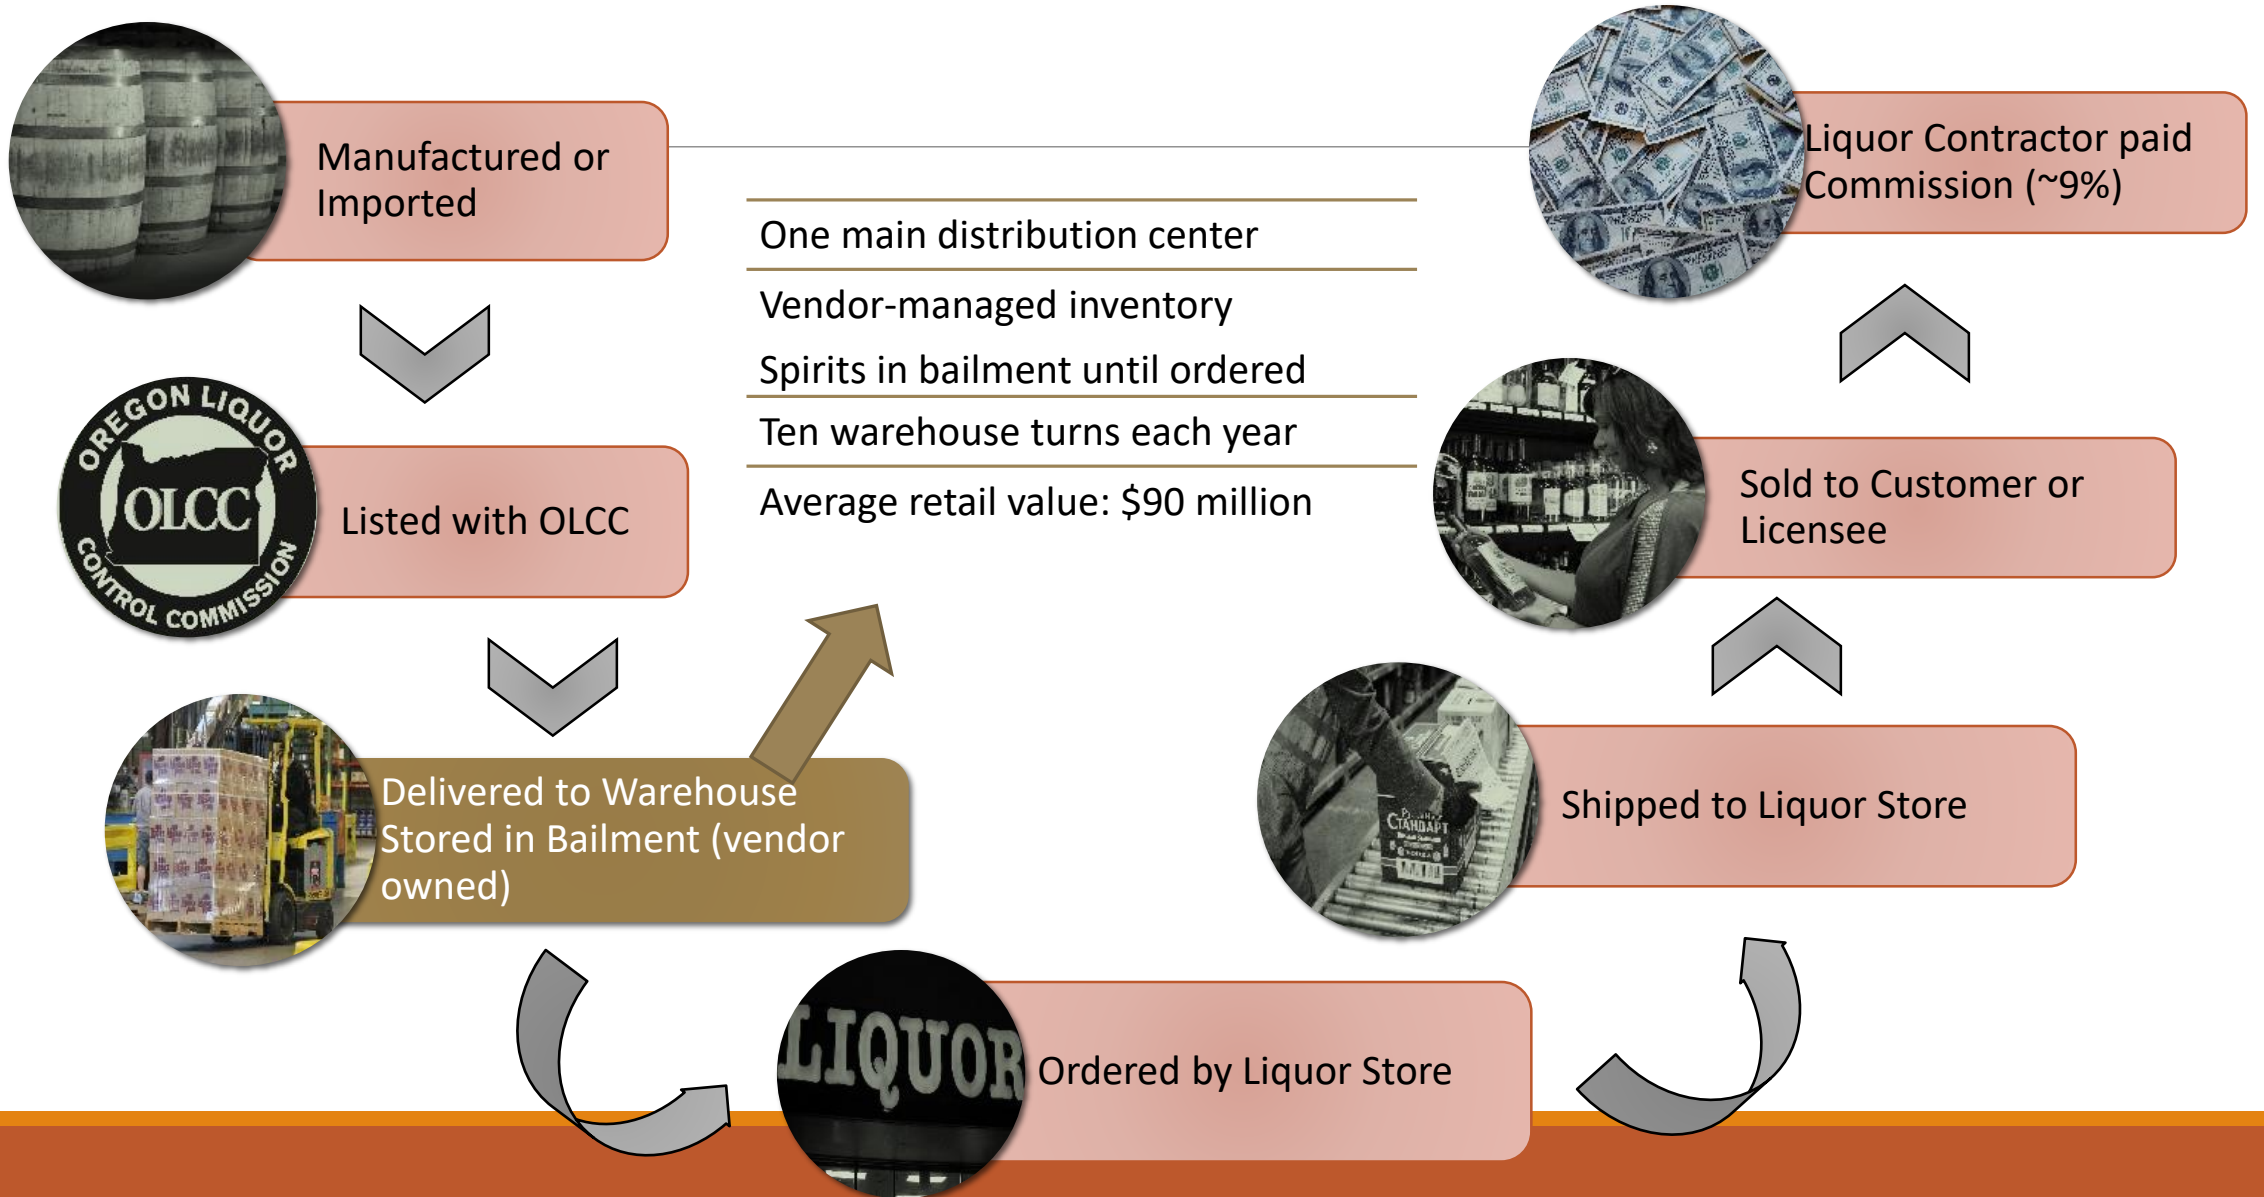 Manufactured or
Imported
OREGON LIQUOR
OLCC
CONTROL COMMISSION
Listed with OLCC
Delivered to Warehouse
Stored in Bailment (vendor
owned)
One main distribution center
Vendor-managed inventory
Spirits in bailment until ordered
Ten warehouse turns each year
Average retail value: $90 million
LIQUOR
Ordered by Liquor Store
СТАНДАРТ
Shipped to Liquor Store
Sold to Customer or
Licensee
Liquor Contractor paid
Commission (~9%)